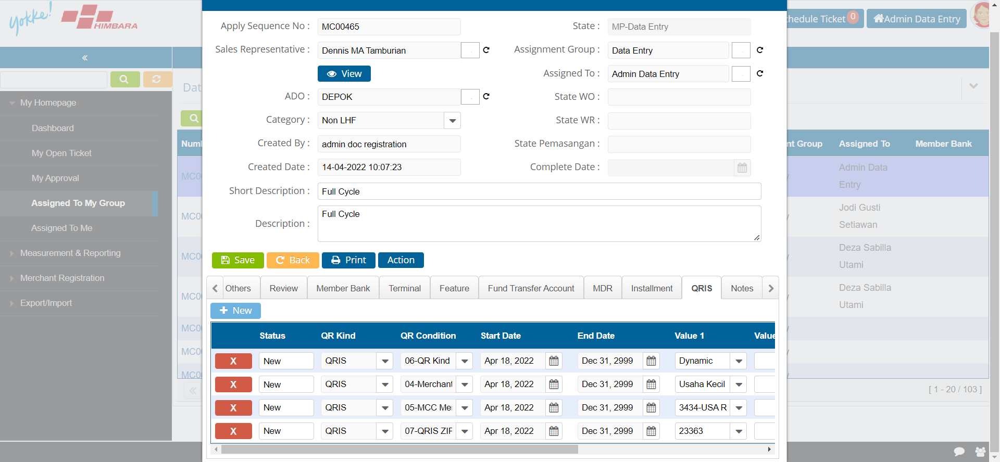 yokke!
HIMBARA
hedule Ticket 0
Admin Data Entry
Apply Sequence No : MC00465
State : MP-Data Entry
Sales Representative : Dennis MA Tamburian
Assignment Group : Data Entry
View
Assigned To : Admin Data Entry
ADO : DEPOK
State WO :
Category : Non LHF
State WR :
Created By : admin doc registration
State Pemasangan :
Created Date : 14-04-2022 10:07:23
Complete Date :
Short Description : Full Cycle
Description : Full Cycle
Save Back Print Action
Others Review Member Bank Terminal Feature Fund Transfer Account MDR Installment QRIS Notes
New
Status QR Kind QR Condition Start Date End Date Value 1 Value
X New QRIS 06-QR Kind Apr 18, 2022 Dec 31, 2999 Dynamic
X New QRIS 04-Merchant Apr 18, 2022 Dec 31, 2999 Usaha Kecil
X New QRIS 05-MCC Me Apr 18, 2022 Dec 31, 2999 3434-USA R
X New QRIS 07-QRIS ZIF Apr 18, 2022 Dec 31, 2999 23363
My Homepage
Dashboard
My Open Ticket
My Approval
Assigned To My Group
Assigned To Me
Measurement & Reporting
Merchant Registration
Export/Import
Dat
Num
MC00
MC00
MC00
MC00
MC00
MC00
MC00
nt Group Assigned To Member Bank
Admin Data
Entry
Jodi Gusti
Setiawan
Deza Sabilla
Utami
Deza Sabilla
Utami
[ 1 - 20 / 103 ]